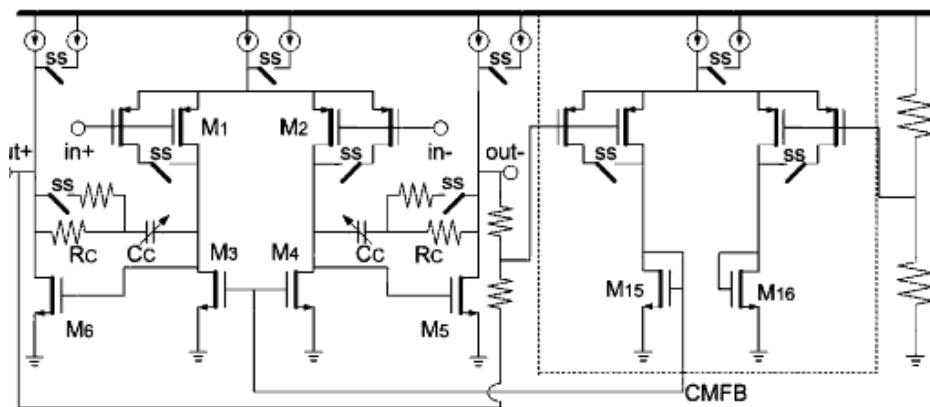 ss ss ss ss
M1 M2
in+ in-
ut+ out-
ss ss ss ss
ss ss
RC CC CC RC
M3 M4
M6 M5
M15 M16
CMFB